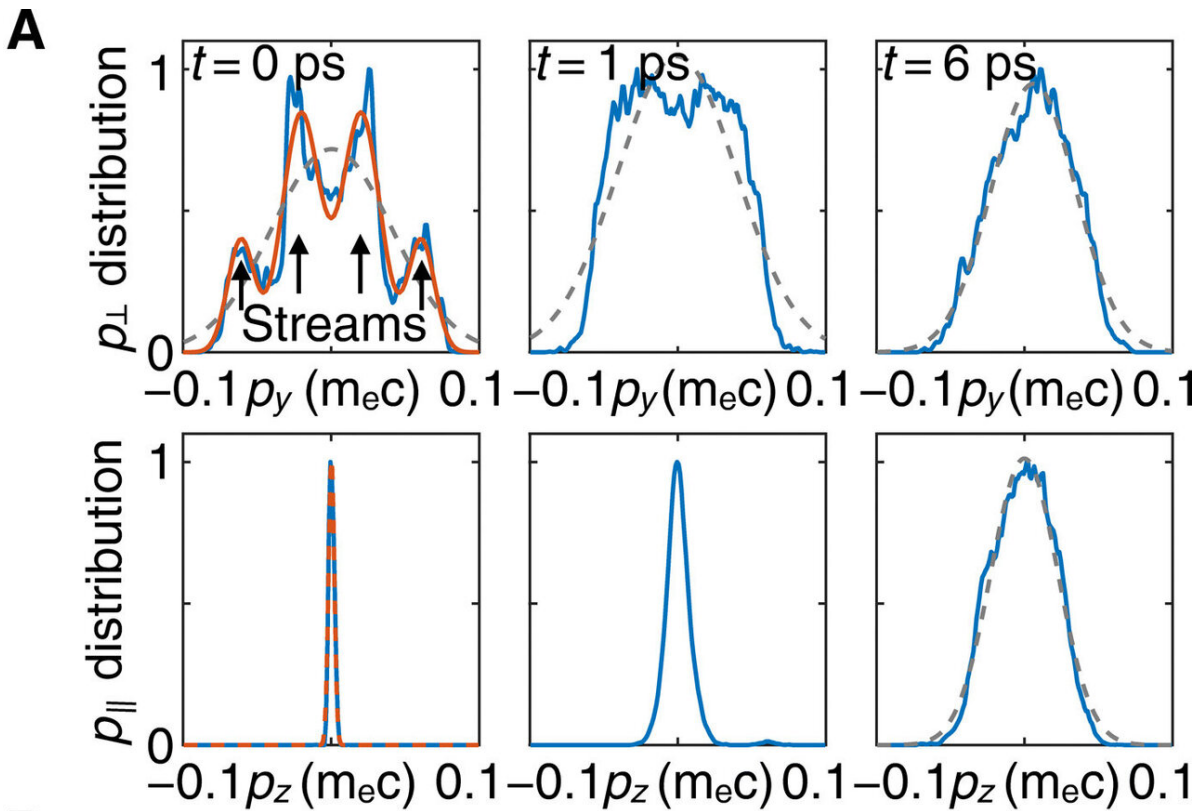 A
t = 0 ps
t = 1 ps
t = 6 ps
p⊥ distribution
1
0
Streams
−0.1 py (mec) 0.1
−0.1 py (mec) 0.1
−0.1 py (mec) 0.1
p∥ distribution
1
0
−0.1 pz (mec) 0.1
−0.1 pz (mec) 0.1
−0.1 pz (mec) 0.1